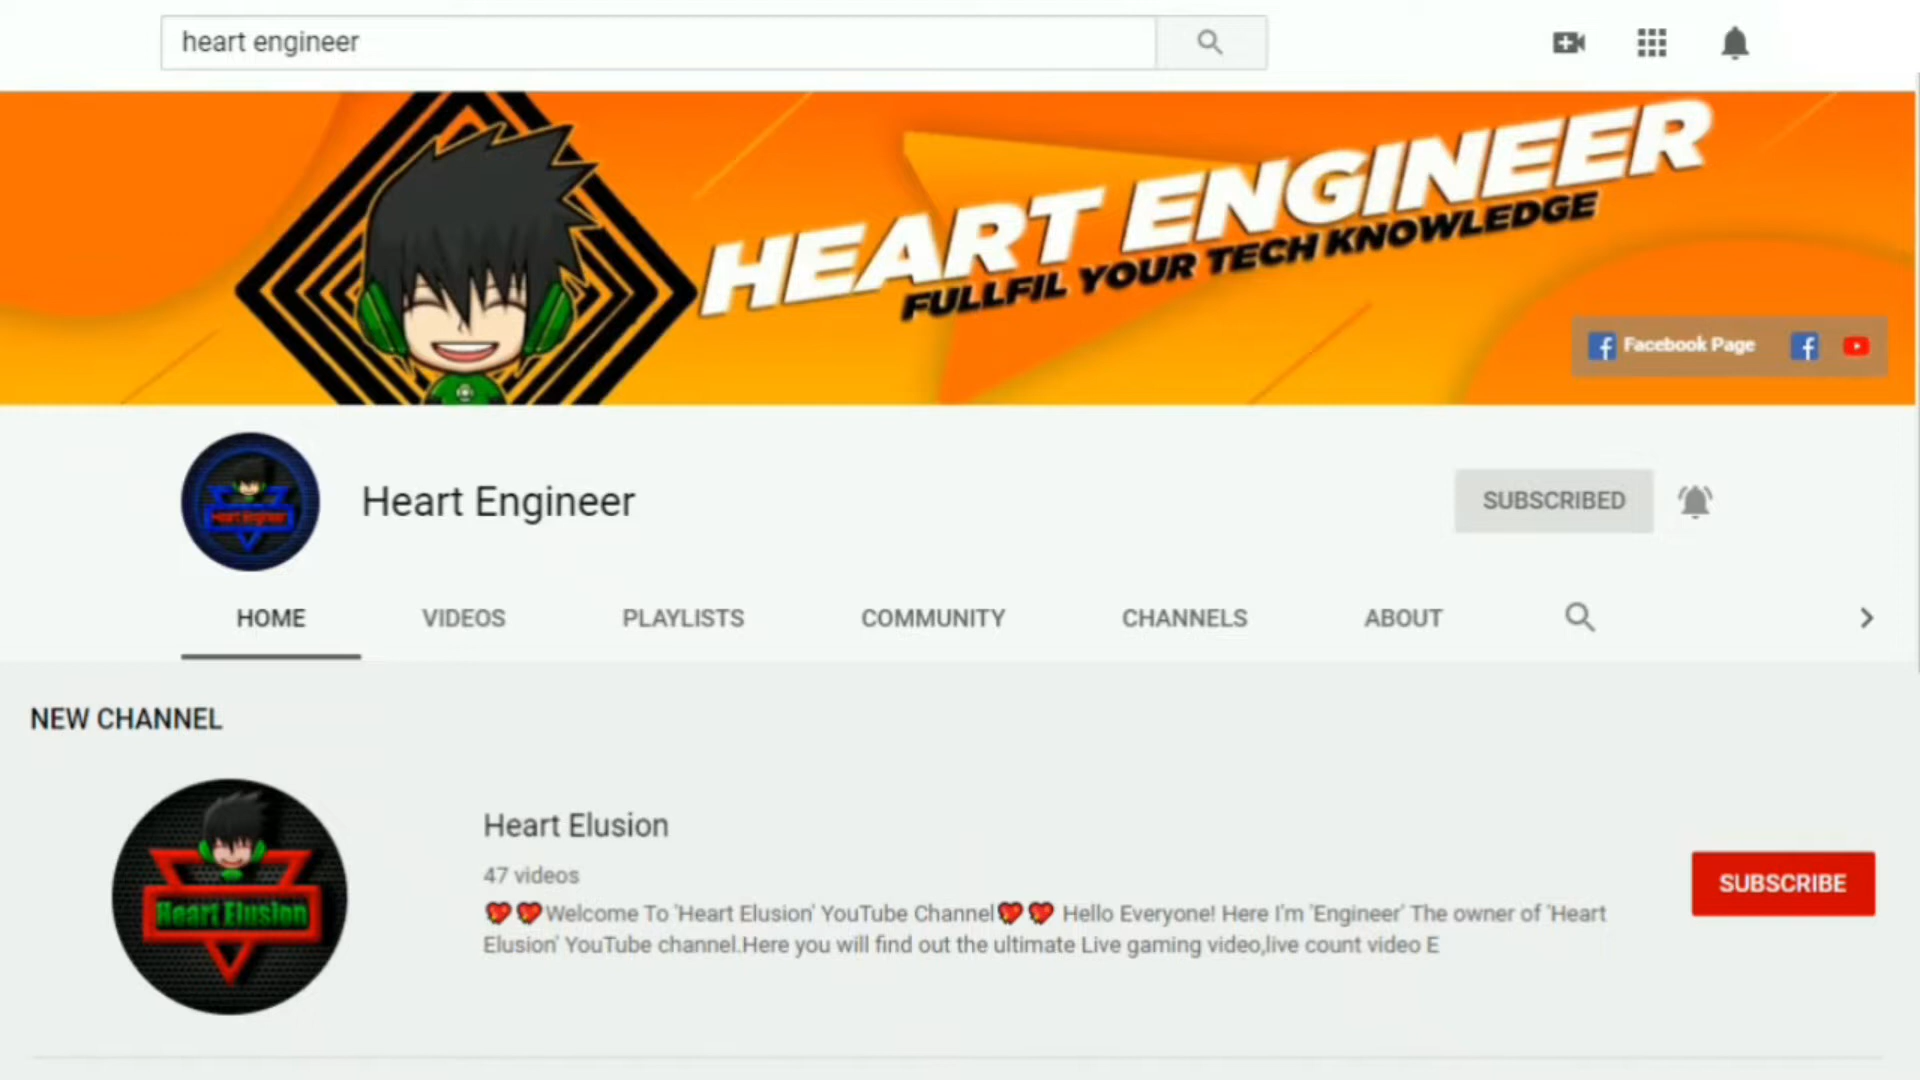 heart engineer
HEART ENGINEER
FULLFIL YOUR TECH KNOWLEDGE
Facebook Page
Heart Engineer
Heart Engineer
SUBSCRIBED
HOME
VIDEOS
PLAYLISTS
COMMUNITY
CHANNELS
ABOUT
NEW CHANNEL
Heart Elusion
Heart Elusion
47 videos
💖💖Welcome To 'Heart Elusion' YouTube Channel💖💖 Hello Everyone! Here I'm 'Engineer' The owner of 'Heart
Elusion' YouTube channel.Here you will find out the ultimate Live gaming video,live count video E
SUBSCRIBE